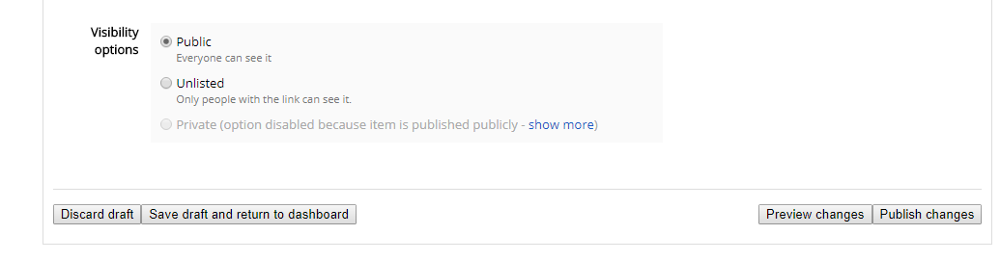 Visibility
options
Public
Everyone can see it
Unlisted
Only people with the link can see it.
Private (option disabled because item is published publicly - show more)
Discard draft
Save draft and return to dashboard
Preview changes
Publish changes